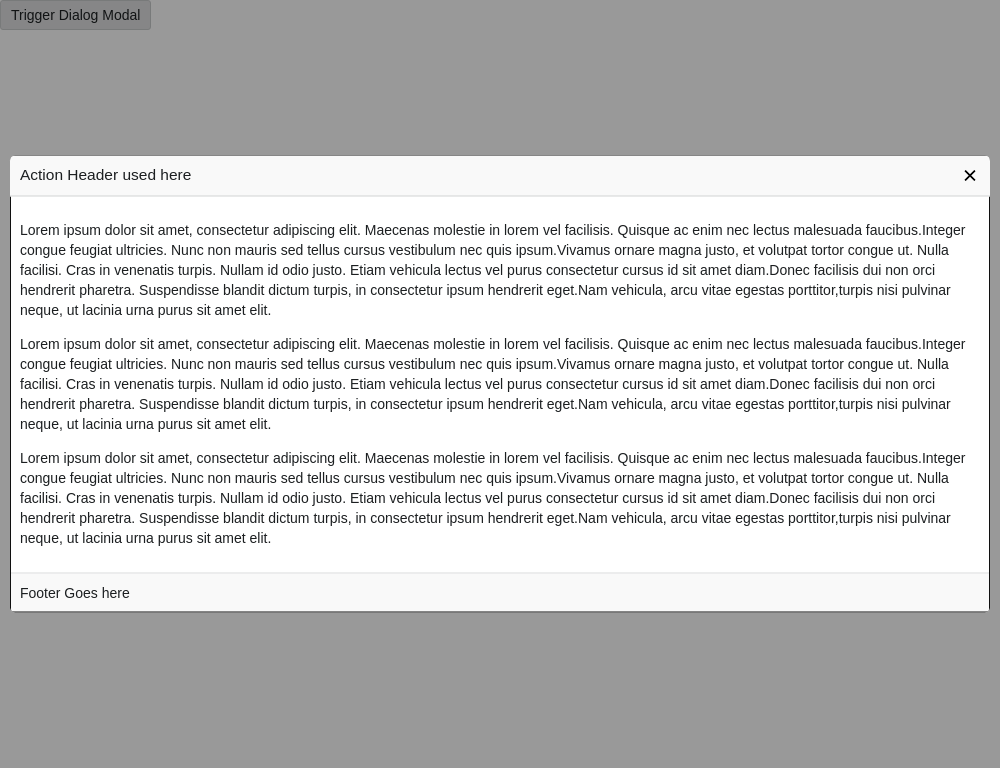 Trigger Dialog Modal
Action Header used here
Lorem ipsum dolor sit amet, consectetur adipiscing elit. Maecenas molestie in lorem vel facilisis. Quisque ac enim nec lectus malesuada faucibus.Integer
congue feugiat ultricies. Nunc non mauris sed tellus cursus vestibulum nec quis ipsum.Vivamus ornare magna justo, et volutpat tortor congue ut. Nulla
facilisi. Cras in venenatis turpis. Nullam id odio justo. Etiam vehicula lectus vel purus consectetur cursus id sit amet diam.Donec facilisis dui non orci
hendrerit pharetra. Suspendisse blandit dictum turpis, in consectetur ipsum hendrerit eget.Nam vehicula, arcu vitae egestas porttitor,turpis nisi pulvinar
neque, ut lacinia urna purus sit amet elit.
Lorem ipsum dolor sit amet, consectetur adipiscing elit. Maecenas molestie in lorem vel facilisis. Quisque ac enim nec lectus malesuada faucibus.Integer
congue feugiat ultricies. Nunc non mauris sed tellus cursus vestibulum nec quis ipsum.Vivamus ornare magna justo, et volutpat tortor congue ut. Nulla
facilisi. Cras in venenatis turpis. Nullam id odio justo. Etiam vehicula lectus vel purus consectetur cursus id sit amet diam.Donec facilisis dui non orci
hendrerit pharetra. Suspendisse blandit dictum turpis, in consectetur ipsum hendrerit eget.Nam vehicula, arcu vitae egestas porttitor,turpis nisi pulvinar
neque, ut lacinia urna purus sit amet elit.
Lorem ipsum dolor sit amet, consectetur adipiscing elit. Maecenas molestie in lorem vel facilisis. Quisque ac enim nec lectus malesuada faucibus.Integer
congue feugiat ultricies. Nunc non mauris sed tellus cursus vestibulum nec quis ipsum.Vivamus ornare magna justo, et volutpat tortor congue ut. Nulla
facilisi. Cras in venenatis turpis. Nullam id odio justo. Etiam vehicula lectus vel purus consectetur cursus id sit amet diam.Donec facilisis dui non orci
hendrerit pharetra. Suspendisse blandit dictum turpis, in consectetur ipsum hendrerit eget.Nam vehicula, arcu vitae egestas porttitor,turpis nisi pulvinar
neque, ut lacinia urna purus sit amet elit.
Footer Goes here